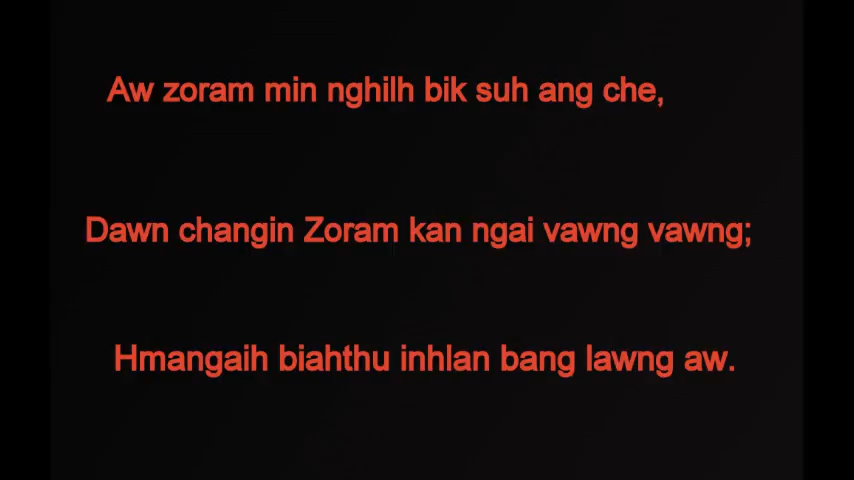 Aw zoram min nghilh bik suh ang che,
Dawn changin Zoram kan ngai vawng vawng;
Hmangaih biahthu inhlan bang lawng aw.